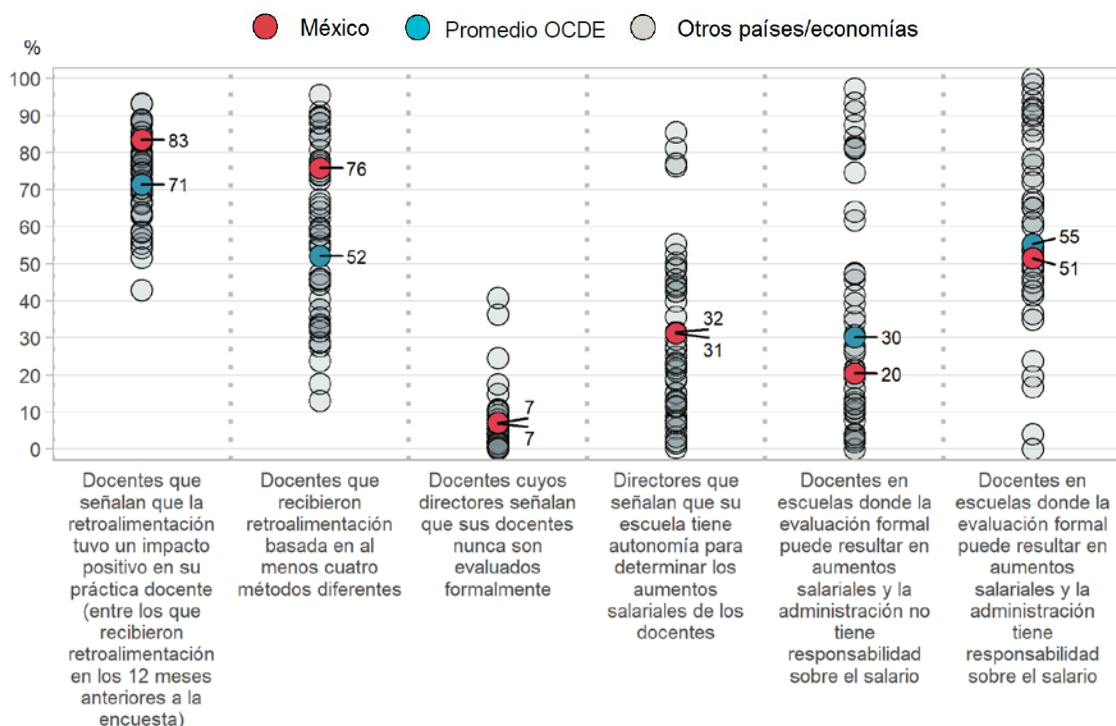 México
Promedio OCDE
Otros países/economías
%
100
90
80
70
60
50
40
30
20
10
0
83
71
76
52
7
7
32
31
30
20
55
51
Docentes que
señalan que la
retroalimentación
tuvo un impacto
positivo en su
práctica docente
(entre los que
recibieron
retroalimentación
en los 12 meses
anteriores a la
encuesta)
Docentes que
recibieron
retroalimentación
basada en al
menos cuatro
métodos diferentes
Docentes cuyos
directores señalan
que sus docentes
nunca son
evaluados
formalmente
Directores que
señalan que su
escuela tiene
autonomía para
determinar los
aumentos
salariales de los
docentes
Docentes en
escuelas donde la
evaluación formal
puede resultar en
aumentos
salariales y la
administración no
tiene
responsabilidad
sobre el salario
Docentes en
escuelas donde la
evaluación formal
puede resultar en
aumentos
salariales y la
administración
tiene
responsabilidad
sobre el salario